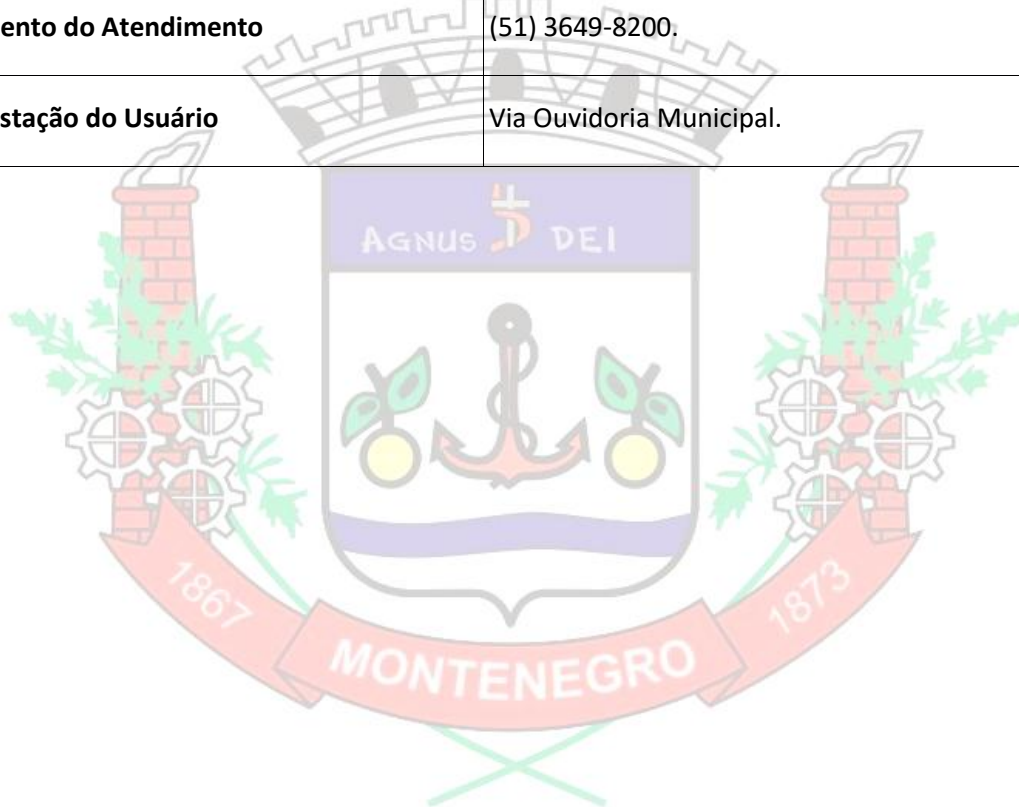 ento do Atendimento (51) 3649-8200.
stação do Usuário Via Ouvidoria Municipal.
AGNUS DEI
1867 MONTENEGRO 1873